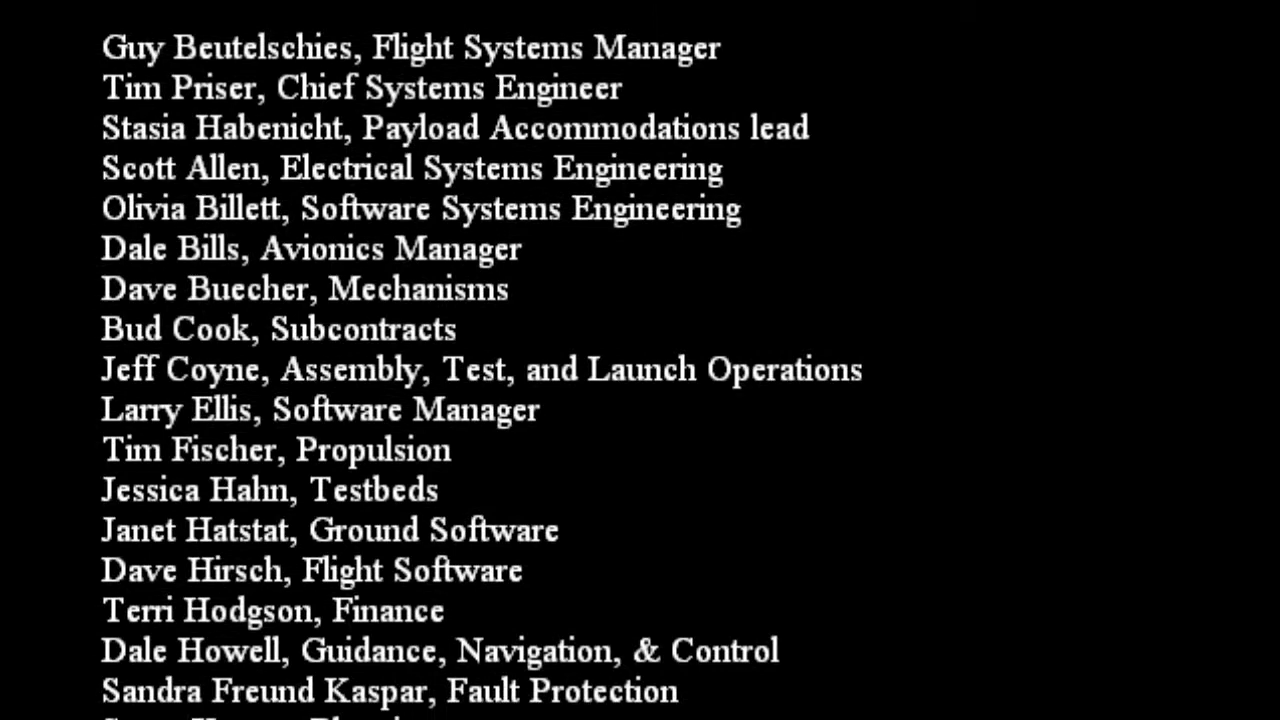 Guy Beutelschies, Flight Systems Manager
Tim Priser, Chief Systems Engineer
Stasia Habenicht, Payload Accommodations lead
Scott Allen, Electrical Systems Engineering
Olivia Billett, Software Systems Engineering
Dale Bills, Avionics Manager
Dave Buecher, Mechanisms
Bud Cook, Subcontracts
Jeff Coyne, Assembly, Test, and Launch Operations
Larry Ellis, Software Manager
Tim Fischer, Propulsion
Jessica Hahn, Testbeds
Janet Hatstat, Ground Software
Dave Hirsch, Flight Software
Terri Hodgson, Finance
Dale Howell, Guidance, Navigation, & Control
Sandra Freund Kaspar, Fault Protection